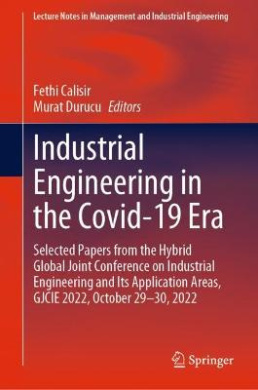 Lecture Notes in Management and Industrial Engineering
Fethi Calisir
Murat Durucu Editors
Industrial
Engineering in
the Covid-19 Era
Selected Papers from the Hybrid
Global Joint Conference on Industrial
Engineering and Its Application Areas,
GJCIE 2022, October 29–30, 2022
Springer